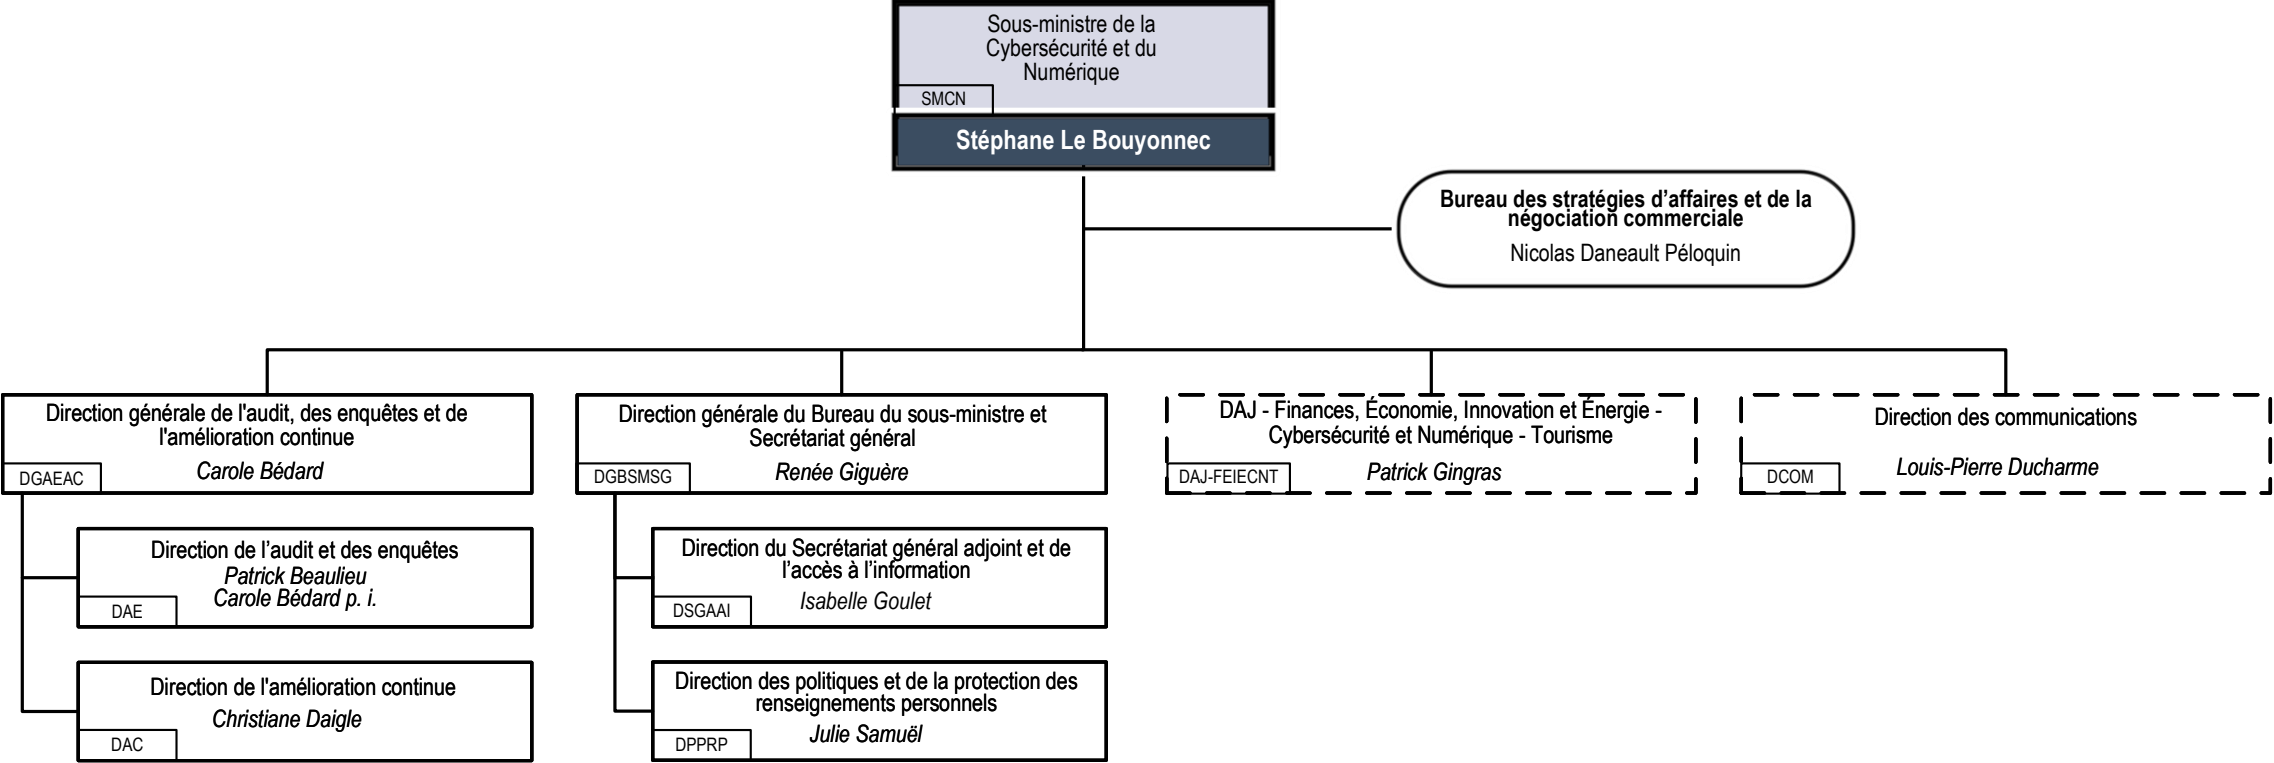 Sous-ministre de la
Cybersécurité et du
Numérique
SMCN
Stéphane Le Bouyonnec
Bureau des stratégies d’affaires et de la
négociation commerciale
Nicolas Daneault Péloquin
Direction générale de l'audit, des enquêtes et de
l'amélioration continue
Carole Bédard
DGAEAC
Direction de l’audit et des enquêtes
Patrick Beaulieu
Carole Bédard p. i.
DAE
Direction de l'amélioration continue
Christiane Daigle
DAC
Direction générale du Bureau du sous-ministre et
Secrétariat général
Renée Giguère
DGBSMSG
Direction du Secrétariat général adjoint et de
l’accès à l’information
Isabelle Goulet
DSGAAI
Direction des politiques et de la protection des
renseignements personnels
Julie Samuël
DPPRP
DAJ - Finances, Économie, Innovation et Énergie -
Cybersécurité et Numérique - Tourisme
Patrick Gingras
DAJ-FEIECNT
Direction des communications
Louis-Pierre Ducharme
DCOM